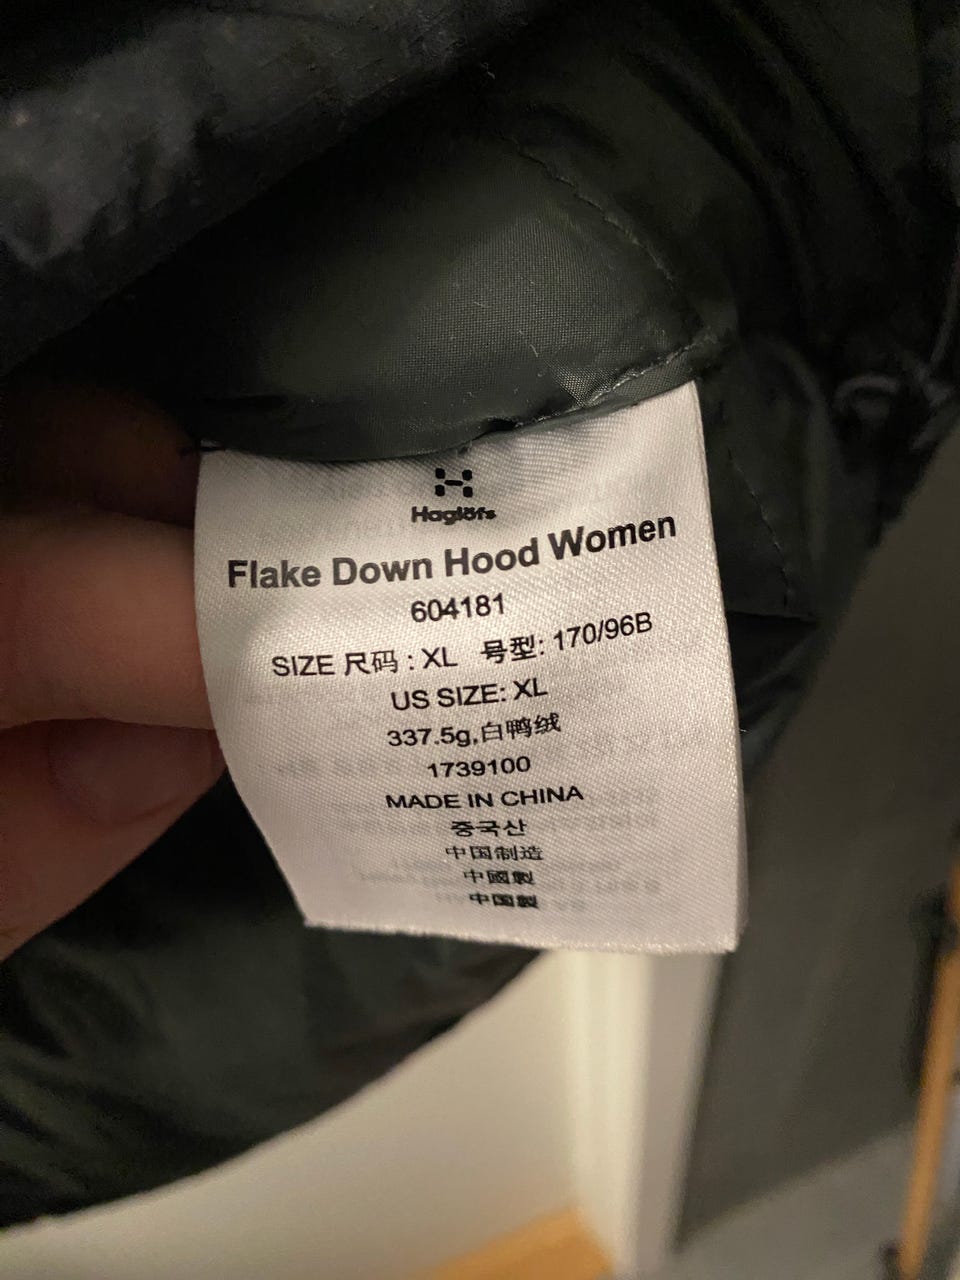 Haglöfs
Flake Down Hood Women
604181
SIZE 尺码 : XL 号型: 170/96B
US SIZE: XL
337.5g,白鸭绒
1739100
MADE IN CHINA
중국산
中国制造
中國製
中国製